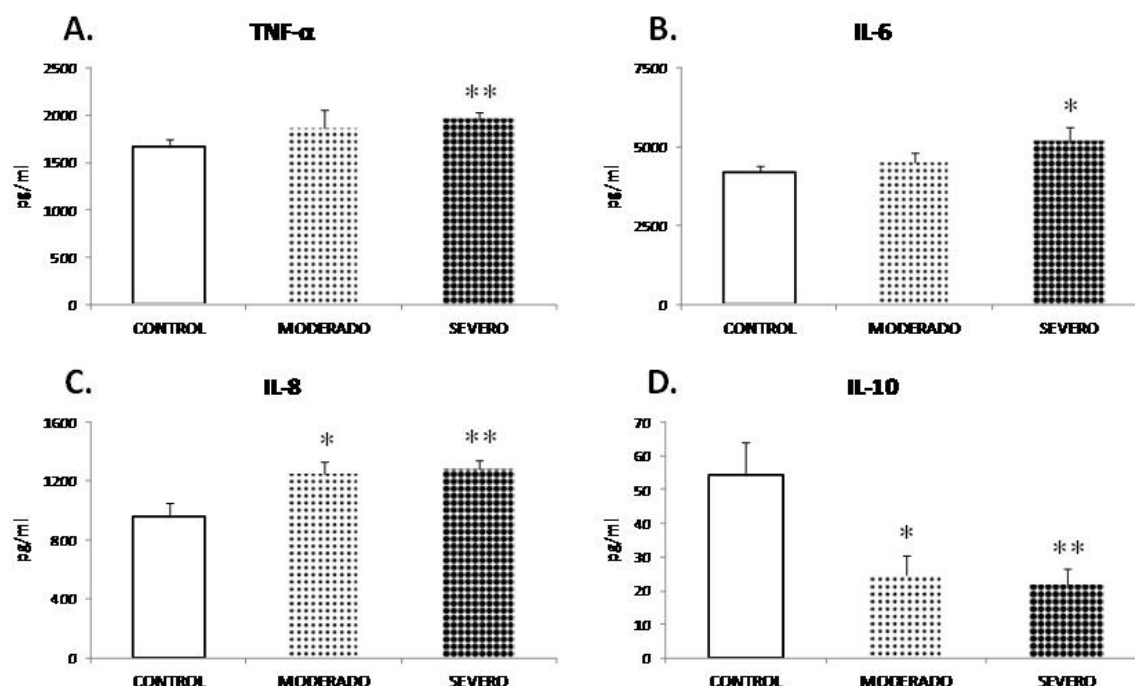 A.
TNF-α
2500
2000
1500
1000
500
0
pg/ml
**
CONTROL MODERADO SEVERO
B.
IL-6
7500
5000
2500
0
pg/ml
*
CONTROL MODERADO SEVERO
C.
IL-8
1600
1200
800
400
0
pg/ml
* **
CONTROL MODERADO SEVERO
D.
IL-10
70
60
50
40
30
20
10
0
pg/ml
* **
CONTROL MODERADO SEVERO